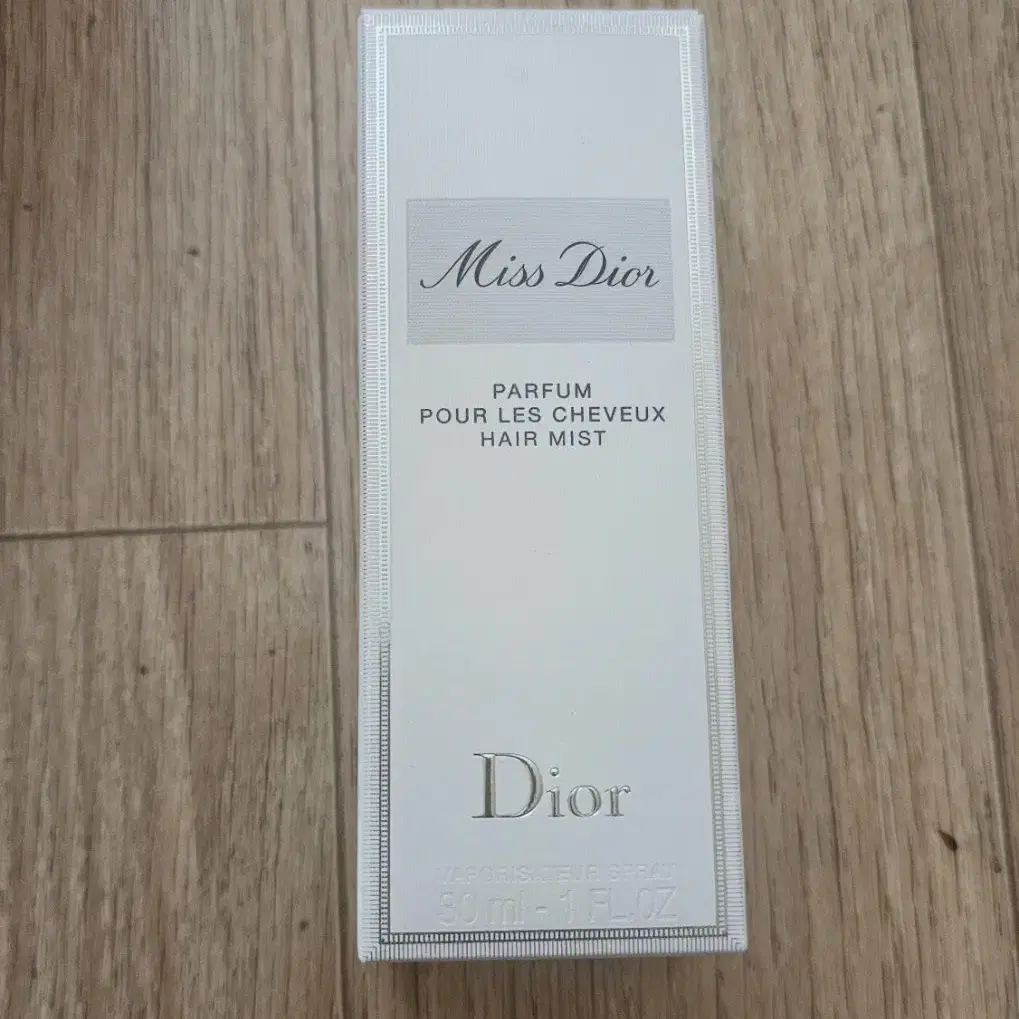 Miss Dior
PARFUM
POUR LES CHEVEUX
HAIR MIST
Dior
VAPORISATEUR SPRAY
30 ml - 1 FL.OZ